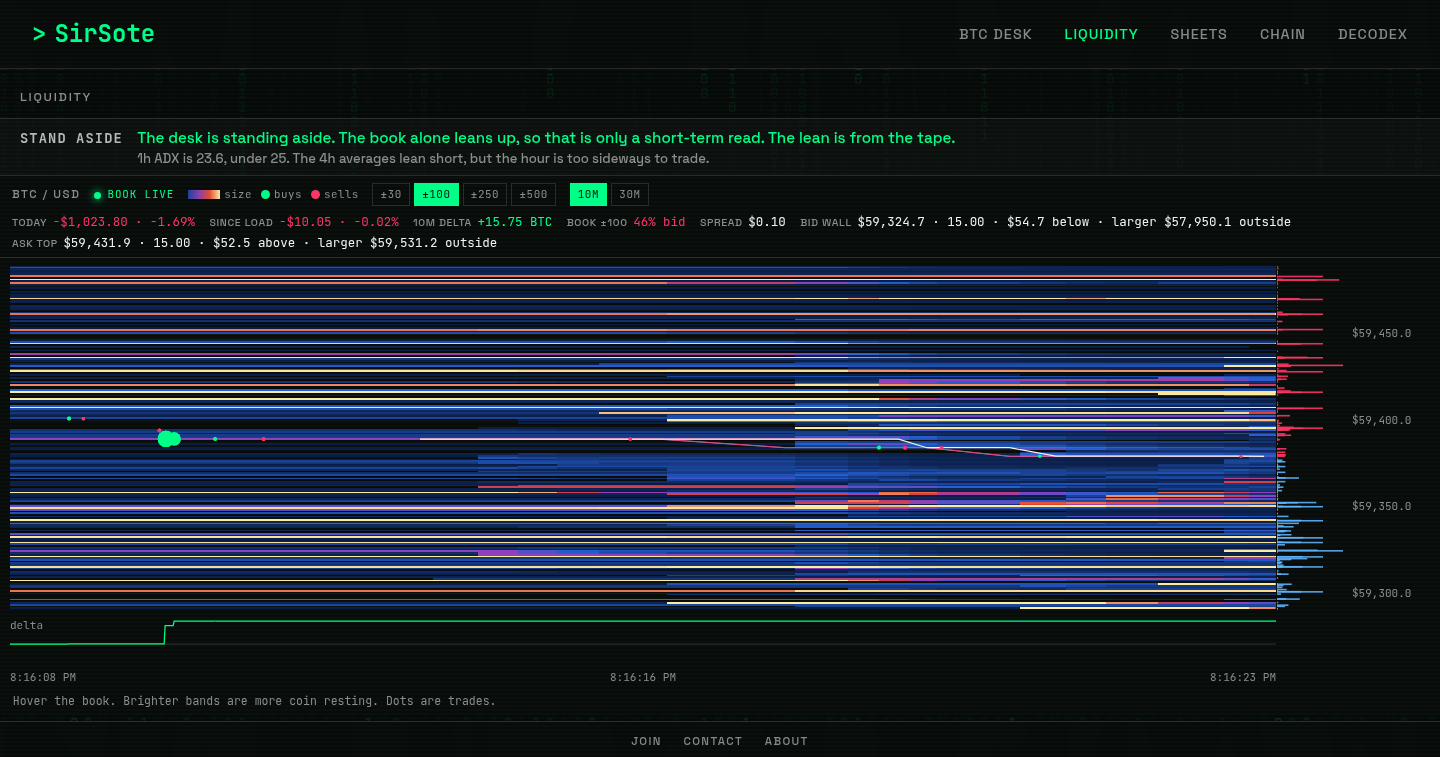 > SirSote
BTC DESK LIQUIDITY SHEETS CHAIN DECODEX
LIQUIDITY
STAND ASIDE The desk is standing aside. The book alone leans up, so that is only a short-term read. The lean is from the tape.
1h ADX is 23.6, under 25. The 4h averages lean short, but the hour is too sideways to trade.
BTC / USD BOOK LIVE size buys sells ±30 ±100 ±250 ±500 10M 30M
TODAY -$1,023.80 · -1.69% SINCE LOAD -$10.05 · -0.02% 10M DELTA +15.75 BTC BOOK ±100 46% bid SPREAD $0.10 BID WALL $59,324.7 · 15.00 · $54.7 below · larger $57,950.1 outside
ASK TOP $59,431.9 · 15.00 · $52.5 above · larger $59,531.2 outside
$59,450.0
$59,400.0
$59,350.0
$59,300.0
delta
8:16:08 PM 8:16:16 PM 8:16:23 PM
Hover the book. Brighter bands are more coin resting. Dots are trades.
JOIN CONTACT ABOUT